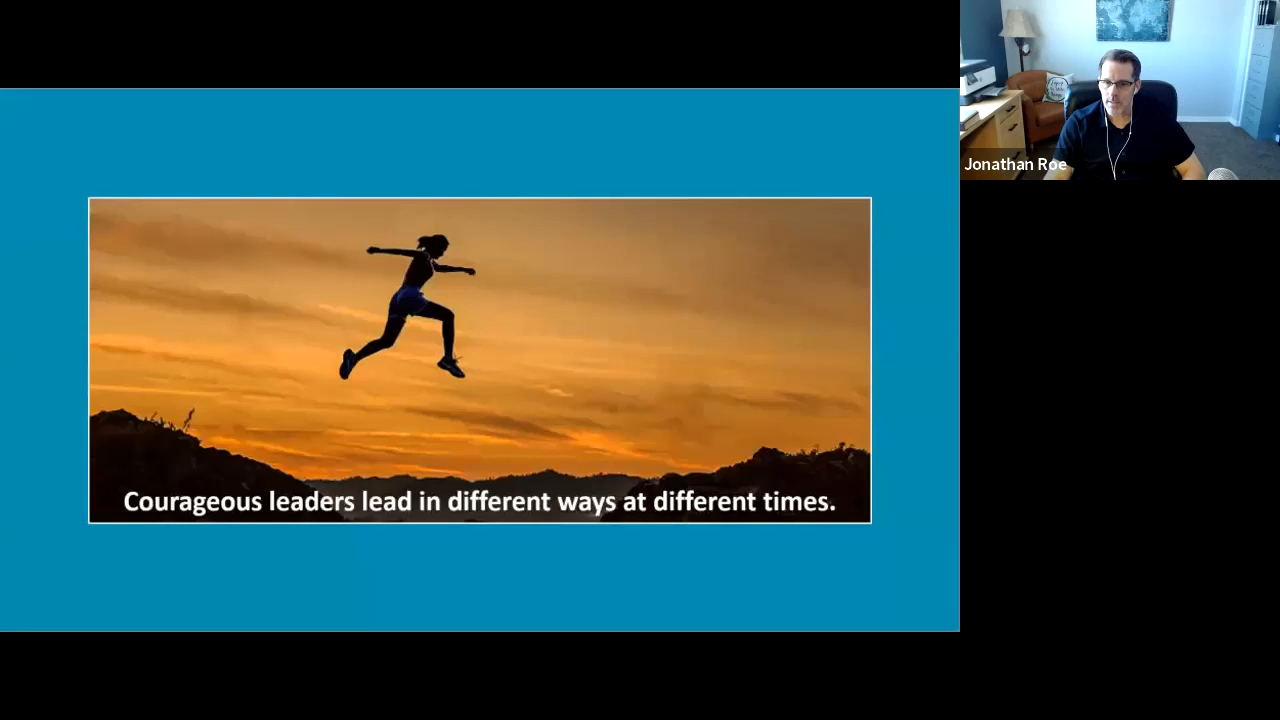 Jonathan Roe
Courageous leaders lead in different ways at different times.